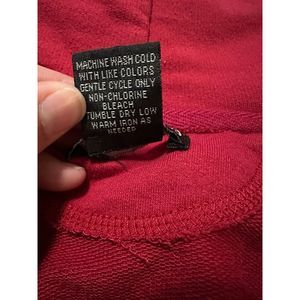 MACHINE WASH COLD
WITH LIKE COLORS
GENTLE CYCLE ONLY
NON-CHLORINE
BLEACH
TUMBLE DRY LOW
WARM IRON AS
NEEDED